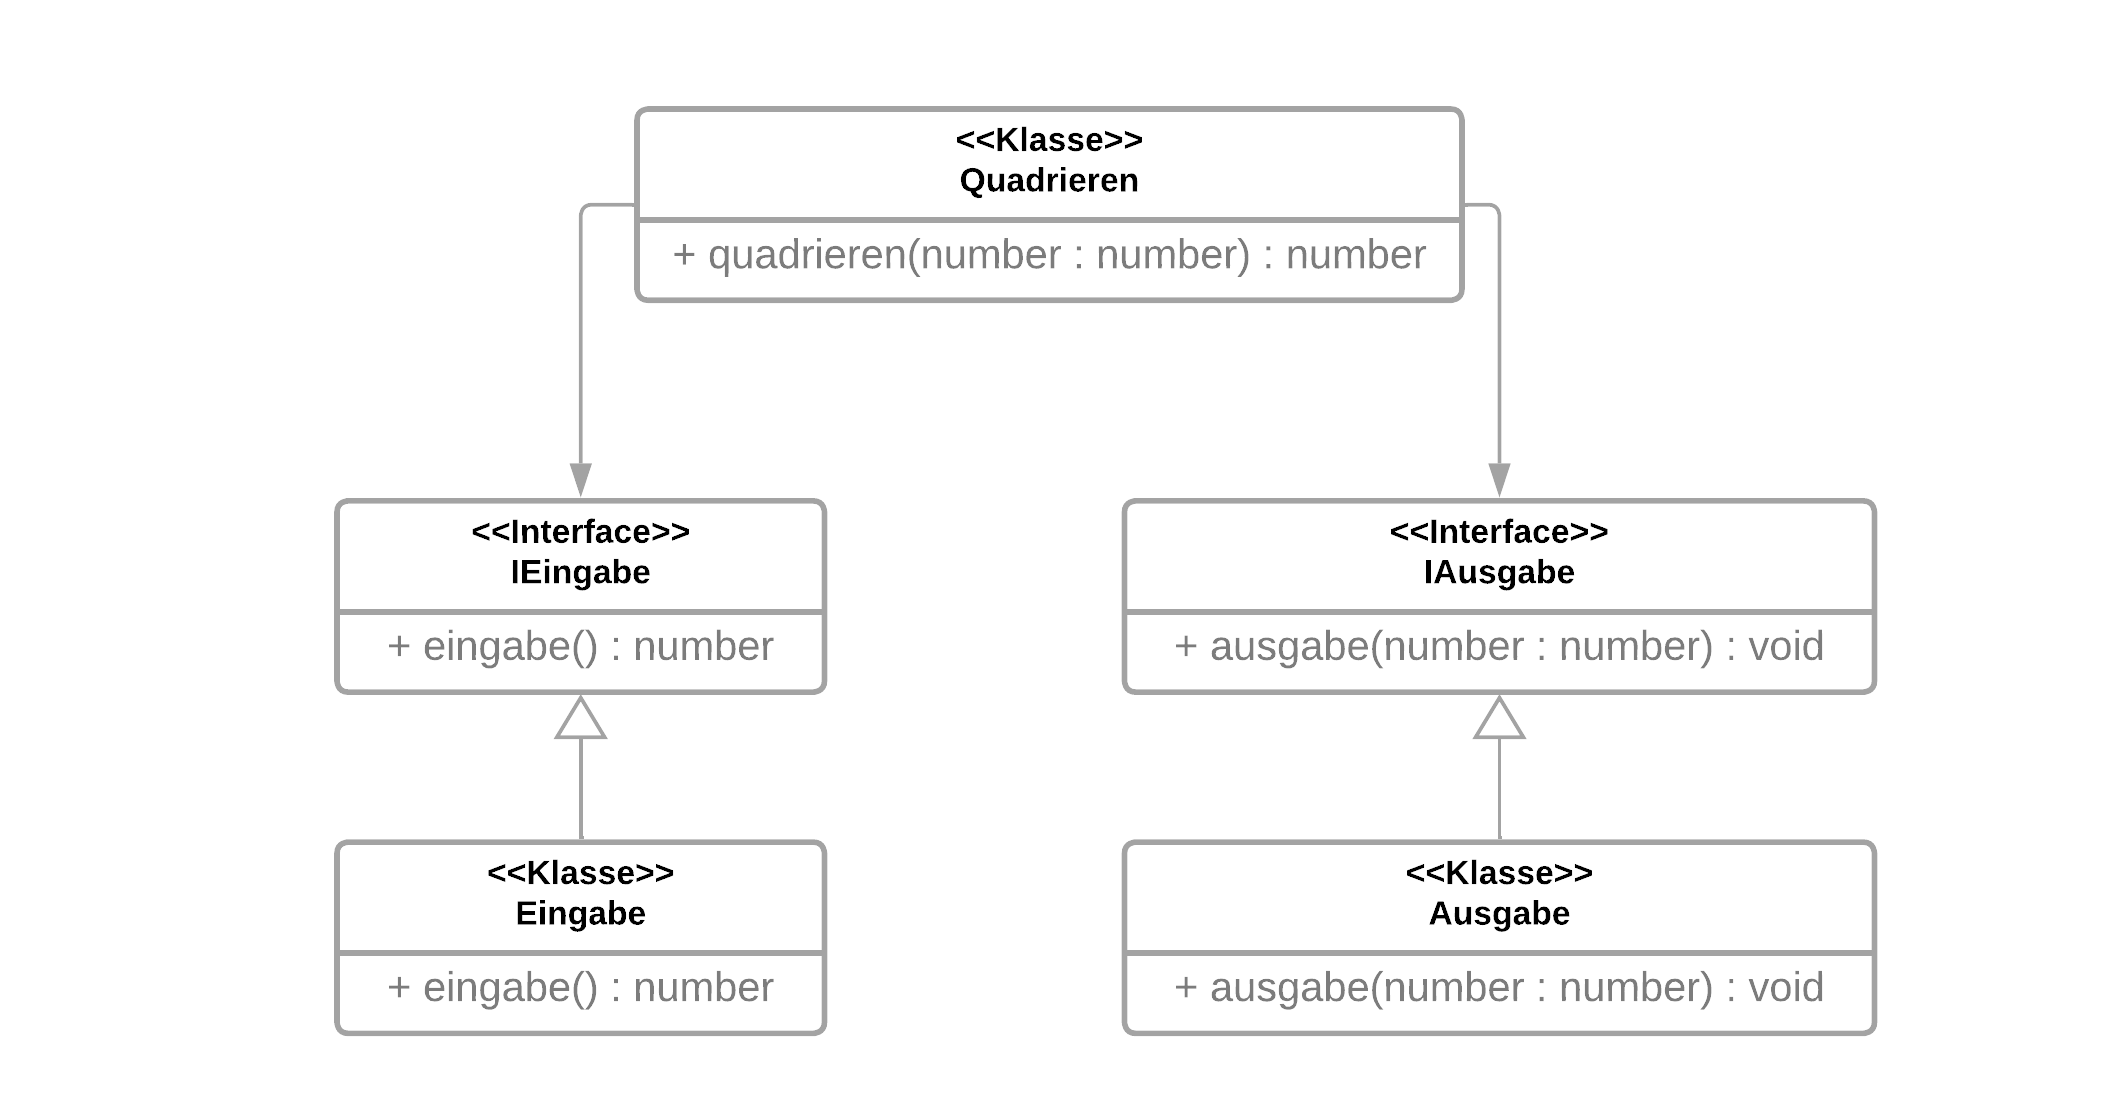 <<Klasse>>
Quadrieren
+ quadrieren(number : number) : number
<<Interface>>
IEingabe
+ eingabe() : number
<<Interface>>
IAusgabe
+ ausgabe(number : number) : void
<<Klasse>>
Eingabe
+ eingabe() : number
<<Klasse>>
Ausgabe
+ ausgabe(number : number) : void